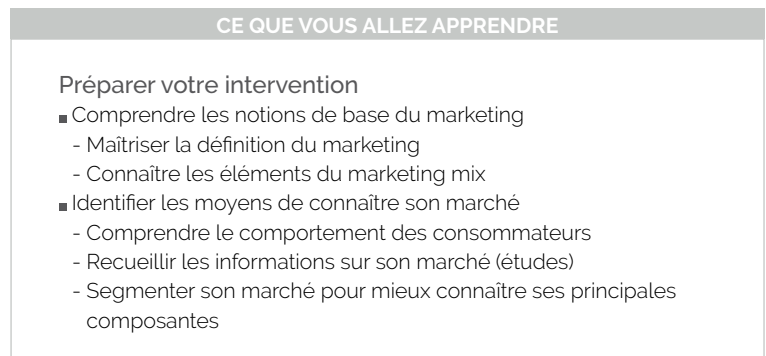 CE QUE VOUS ALLEZ APPRENDRE
Préparer votre intervention
■ Comprendre les notions de base du marketing
- Maîtriser la définition du marketing
- Connaître les éléments du marketing mix
■ Identifier les moyens de connaître son marché
- Comprendre le comportement des consommateurs
- Recueillir les informations sur son marché (études)
- Segmenter son marché pour mieux connaître ses principales
composantes